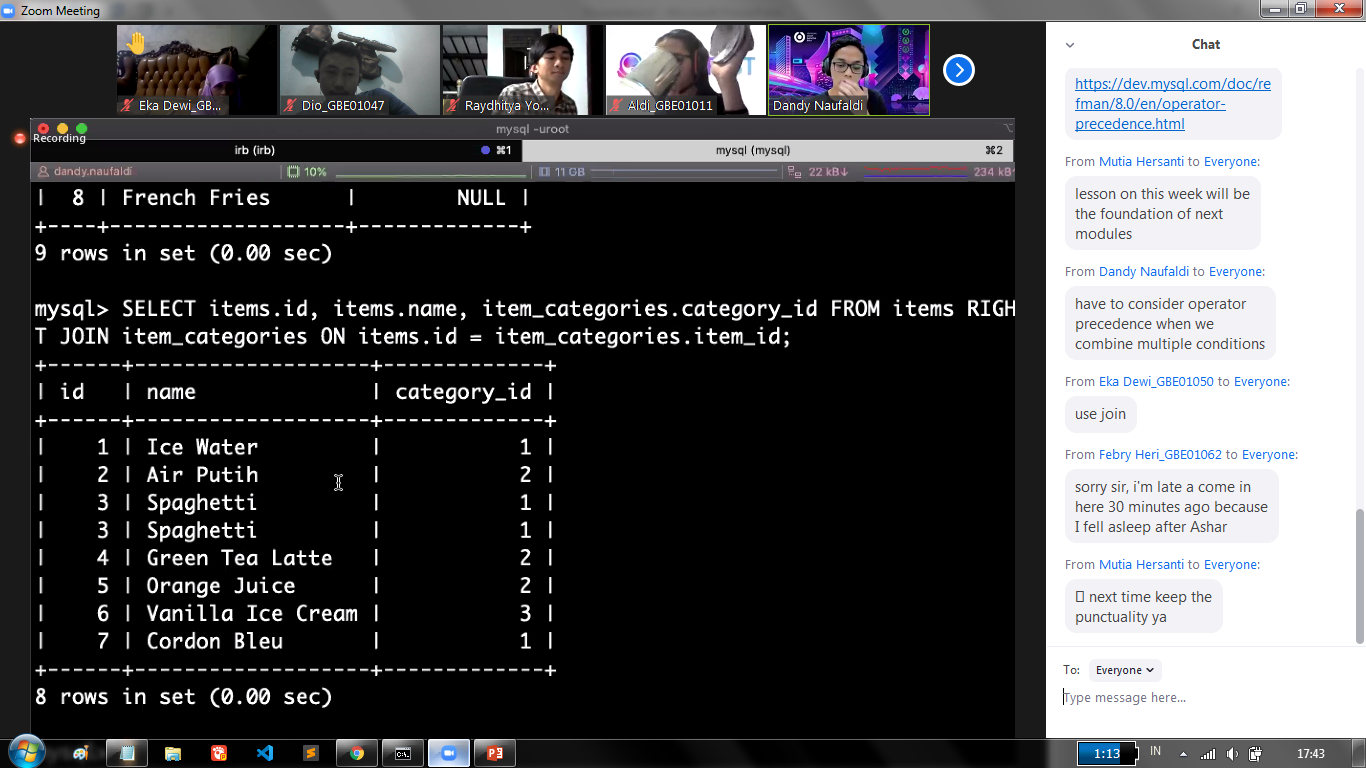 Zoom Meeting
Eka Dewi_GB...
Dio_GBE01047
Raydhitya Yo...
Aldi_GBE01011
Dandy Naufaldi
Recording
mysql -uroot
irb (irb) ⌘1
mysql (mysql) ⌘2
dandy.naufaldi 10% 11 GB 22 kB↓ 234 kB
| 8 | French Fries | NULL |
+----+-------------------+-------------+
9 rows in set (0.00 sec)
mysql> SELECT items.id, items.name, item_categories.category_id FROM items RIGH
T JOIN item_categories ON items.id = item_categories.item_id;
+------+-------------------+-------------+
| id | name | category_id |
+------+-------------------+-------------+
| 1 | Ice Water | 1 |
| 2 | Air Putih | 2 |
| 3 | Spaghetti | 1 |
| 3 | Spaghetti | 1 |
| 4 | Green Tea Latte | 2 |
| 5 | Orange Juice | 2 |
| 6 | Vanilla Ice Cream | 3 |
| 7 | Cordon Bleu | 1 |
+------+-------------------+-------------+
8 rows in set (0.00 sec)
Chat
https://dev.mysql.com/doc/re
fman/8.0/en/operator-
precedence.html
From Mutia Hersanti to Everyone:
lesson on this week will be
the foundation of next
modules
From Dandy Naufaldi to Everyone:
have to consider operator
precedence when we
combine multiple conditions
From Eka Dewi_GBE01050 to Everyone:
use join
From Febry Heri_GBE01062 to Everyone:
sorry sir, i'm late a come in
here 30 minutes ago because
I fell asleep after Ashar
From Mutia Hersanti to Everyone:
next time keep the
punctuality ya
To: Everyone
Type message here...
1:13 IN 17:43